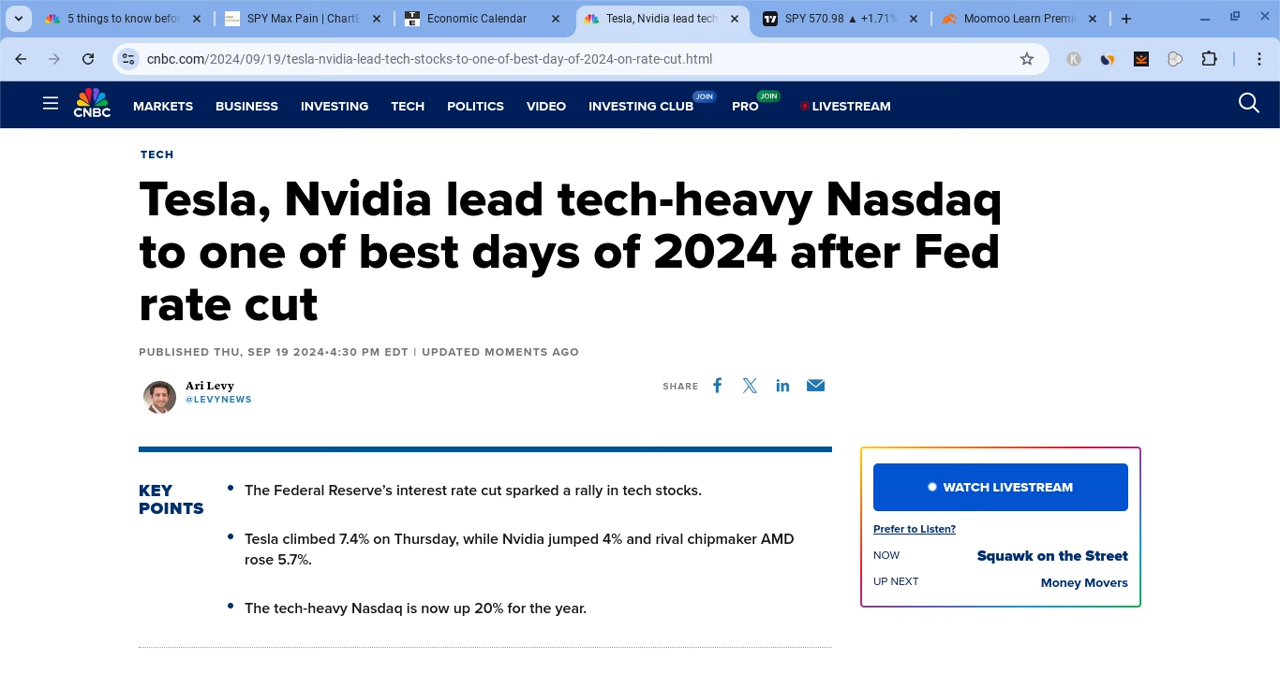 5 things to know befo
SPY Max Pain | Chart
Economic Calendar
Tesla, Nvidia lead tech
SPY 570.98 ▲ +1.71%
Moomoo Learn Premi
cnbc.com/2024/09/19/tesla-nvidia-lead-tech-stocks-to-one-of-best-day-of-2024-on-rate-cut.html
CNBC
MARKETS
BUSINESS
INVESTING
TECH
POLITICS
VIDEO
INVESTING CLUB JOIN
PRO JOIN
LIVESTREAM
TECH
Tesla, Nvidia lead tech-heavy Nasdaq
to one of best days of 2024 after Fed
rate cut
PUBLISHED THU, SEP 19 2024•4:30 PM EDT | UPDATED MOMENTS AGO
Ari Levy
@LEVYNEWS
SHARE
KEY
POINTS
• The Federal Reserve’s interest rate cut sparked a rally in tech stocks.
• Tesla climbed 7.4% on Thursday, while Nvidia jumped 4% and rival chipmaker AMD
rose 5.7%.
• The tech-heavy Nasdaq is now up 20% for the year.
WATCH LIVESTREAM
Prefer to Listen?
NOW Squawk on the Street
UP NEXT Money Movers